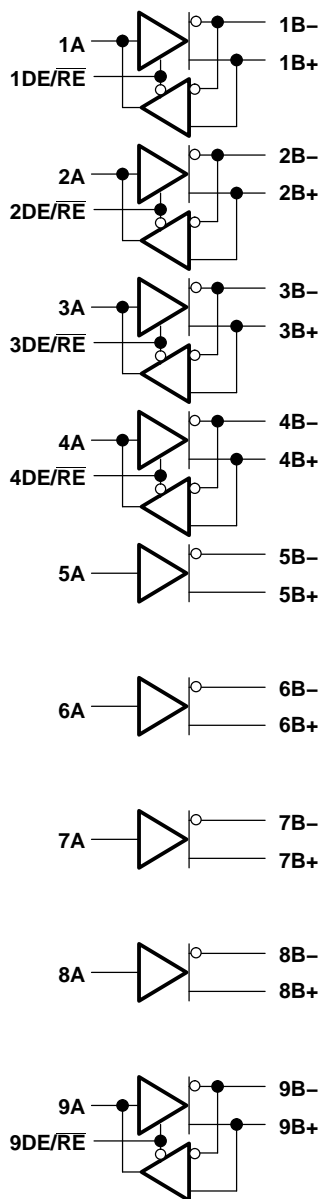 1A
1B−
1DE/RE
1B+
2A
2B−
2DE/RE
2B+
3A
3B−
3DE/RE
3B+
4A
4B−
4DE/RE
4B+
5A
5B−
5B+
6A
6B−
6B+
7A
7B−
7B+
8A
8B−
8B+
9A
9B−
9DE/RE
9B+